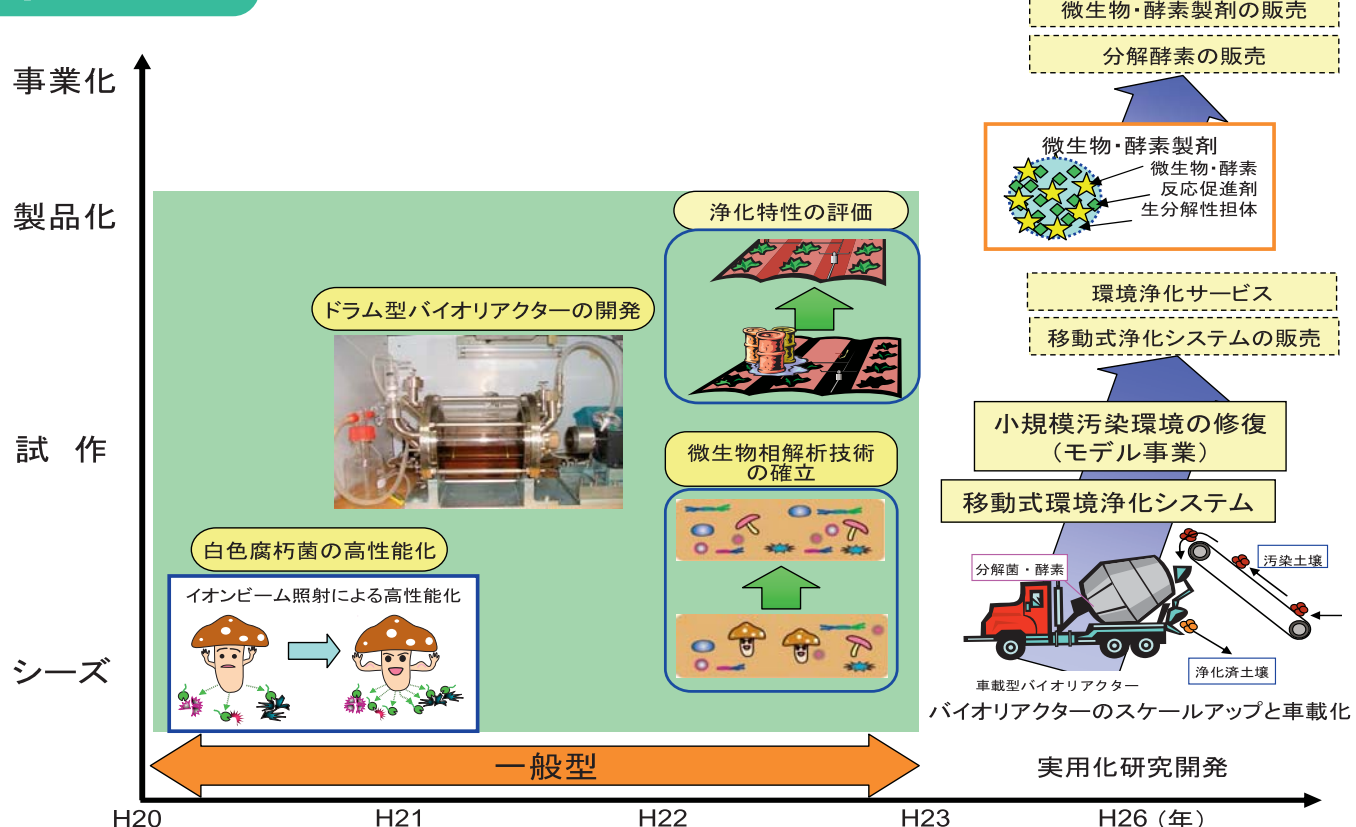 微生物・酵素製剤の販売
分解酵素の販売
事業化
微生物・酵素製剤
微生物・酵素
反応促進剤
生分解性担体
製品化
浄化特性の評価
環境浄化サービス
移動式浄化システムの販売
ドラム型バイオリアクターの開発
試 作
小規模汚染環境の修復
(モデル事業)
微生物相解析技術
の確立
移動式環境浄化システム
白色腐朽菌の高性能化
イオンビーム照射による高性能化
分解菌・酵素
汚染土壌
シーズ
浄化済土壌
車載型バイオリアクター
バイオリアクターのスケールアップと車載化
一般型
実用化研究開発
H20
H21
H22
H23
H26(年)